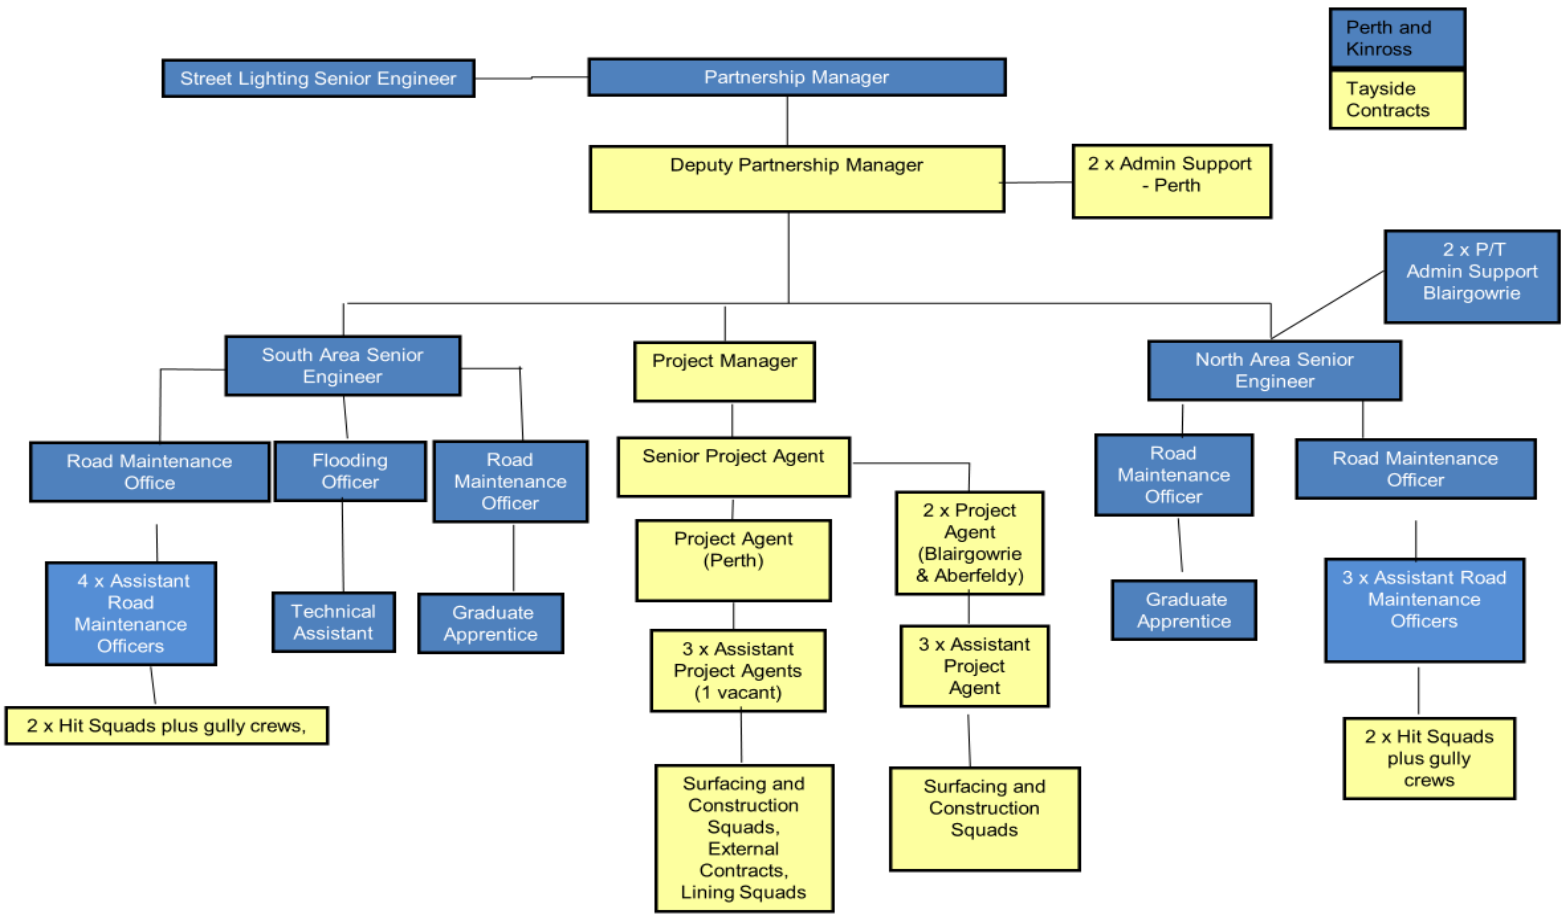 Perth and
Kinross
Tayside
Contracts
Street Lighting Senior Engineer
Partnership Manager
Deputy Partnership Manager
2 x Admin Support
- Perth
2 x P/T
Admin Support
Blairgowrie
South Area Senior
Engineer
Project Manager
North Area Senior
Engineer
Road Maintenance
Office
Flooding
Officer
Road
Maintenance
Officer
Senior Project Agent
Road
Maintenance
Officer
Road Maintenance
Officer
2 x Project
Agent
(Blairgowrie
& Aberfeldy)
Project Agent
(Perth)
4 x Assistant
Road
Maintenance
Officers
Technical
Assistant
Graduate
Apprentice
Graduate
Apprentice
3 x Assistant Road
Maintenance
Officers
3 x Assistant
Project Agents
(1 vacant)
3 x Assistant
Project
Agent
2 x Hit Squads plus gully crews,
2 x Hit Squads
plus gully
crews
Surfacing and
Construction
Squads,
External
Contracts,
Lining Squads
Surfacing and
Construction
Squads